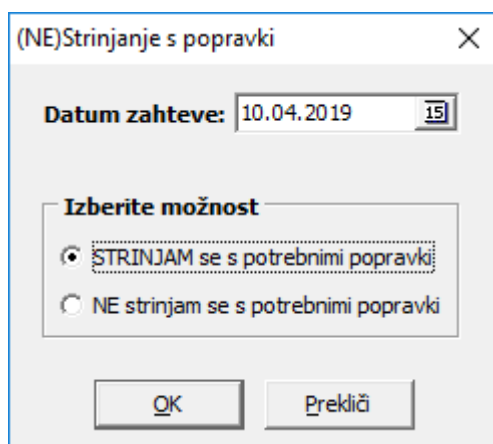 (NE)Strinjanje s popravki
Datum zahteve: 10.04.2019 15
Izberite možnost
STRINJAM se s potrebnimi popravki
NE strinjam se s potrebnimi popravki
OK Prekliči